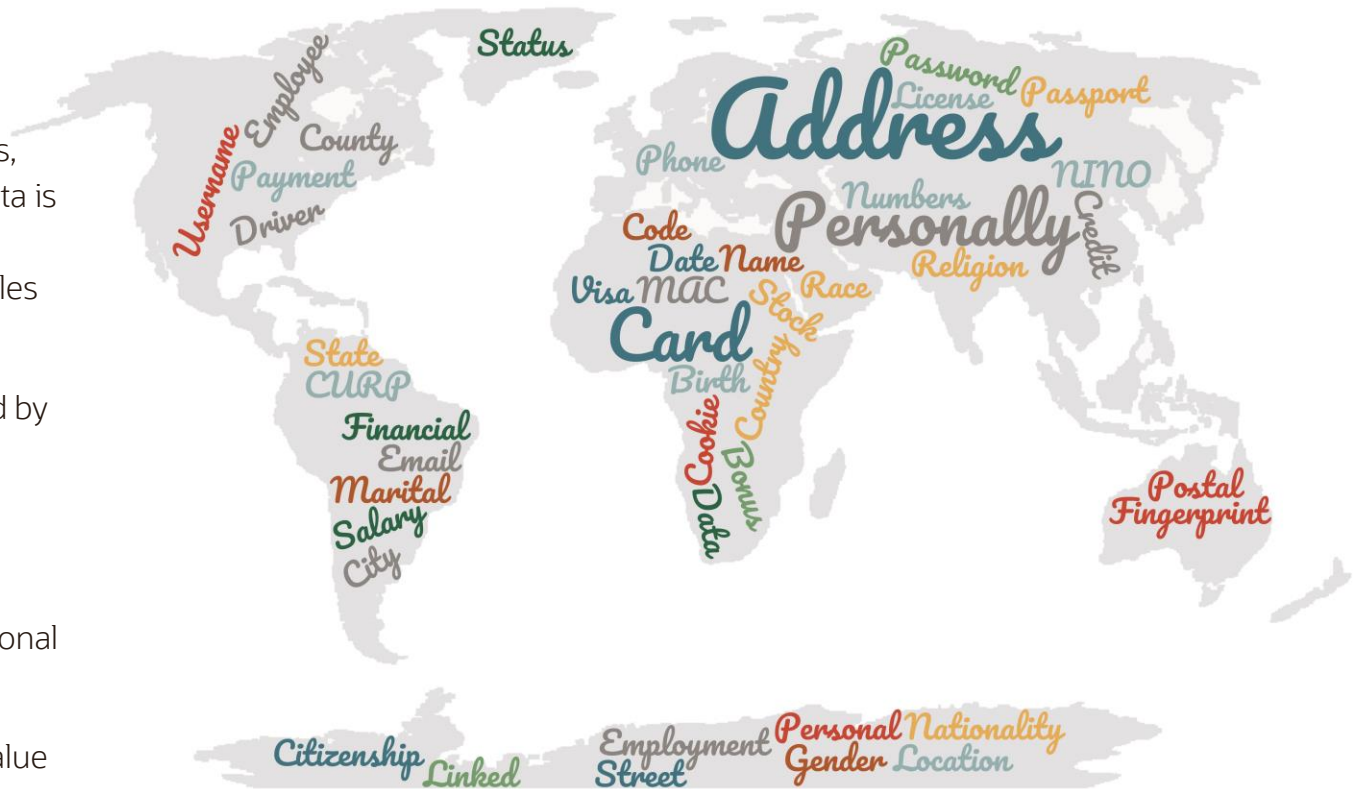 s,
ta is
les
d by
onal
alue
Status
Employee
Username
County
Payment
Driver
Password
License
Passport
Address
Phone
NINO
Numbers
Personally
Credit
Religion
Code
Date Name
Visa MAC
Stock
Race
Card
Country
Birth
Cookie
Bonus
Data
State
CURP
Financial
Email
Marital
Salary
City
Postal
Fingerprint
Citizenship
Linked
Employment
Street
Personal Nationality
Gender Location